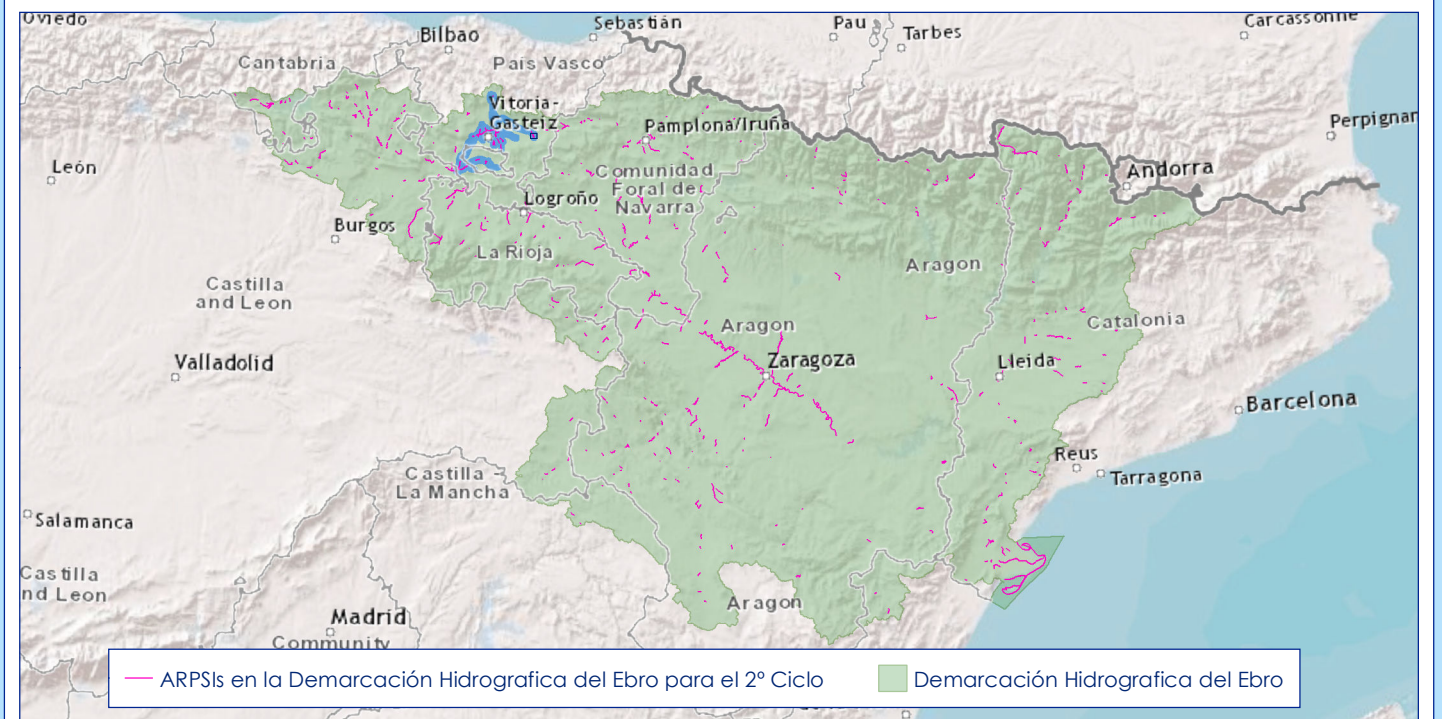 Oviedo
Sebastián
Pau
Tarbes
Carcassonne
Bilbao
Cantabria
País Vasco
Vitoria-
Gasteiz
Pamplona/Iruña
Perpignan
León
Comunidad
Foral de
Navarra
Andorra
Logroño
Burgos
La Rioja
Aragon
Castilla
and Leon
Aragon
Catalonia
Valladolid
Zaragoza
Lleida
Barcelona
Castilla -
La Mancha
Reus
Tarragona
Salamanca
Castilla
nd Leon
Aragon
Madrid
Community
ARPSIs en la Demarcación Hidrografica del Ebro para el 2º Ciclo
Demarcación Hidrografica del Ebro